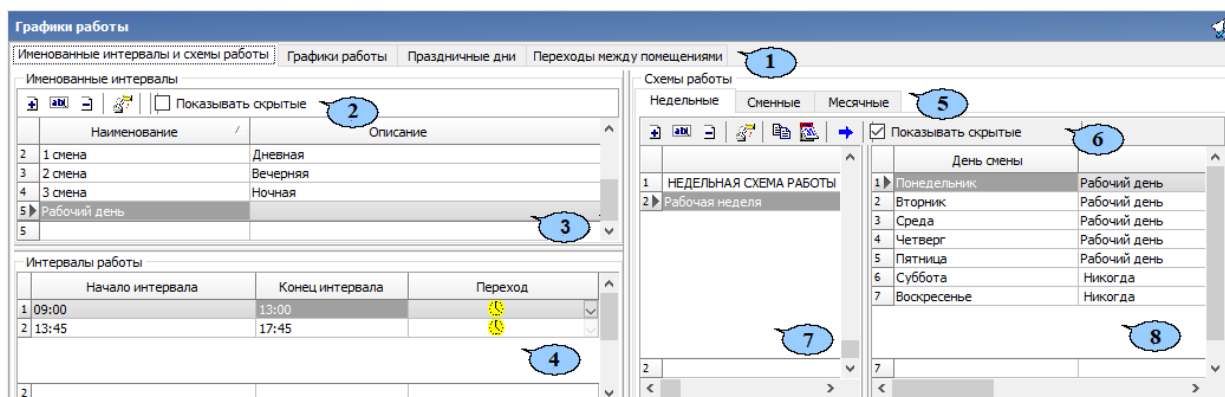 Графики работы
Именованные интервалы и схемы работы Графики работы Праздничные дни Переходы между помещениями
1
Именованные интервалы
abl Показывать скрытые
2
Наименование / Описание
2 1 смена Дневная
3 2 смена Вечерняя
4 3 смена Ночная
5 Рабочий день
5
3
Интервалы работы
Начало интервала Конец интервала Переход
1 09:00 13:00
2 13:45 17:45
4
2
Схемы работы
Недельные Сменные Месячные
5
abl Показывать скрытые
6
1 НЕДЕЛЬНАЯ СХЕМА РАБОТЫ
2 Рабочая неделя
7
2
День смены
1 Понедельник Рабочий день
2 Вторник Рабочий день
3 Среда Рабочий день
4 Четверг Рабочий день
5 Пятница Рабочий день
6 Суббота Никогда
7 Воскресенье Никогда
8
7